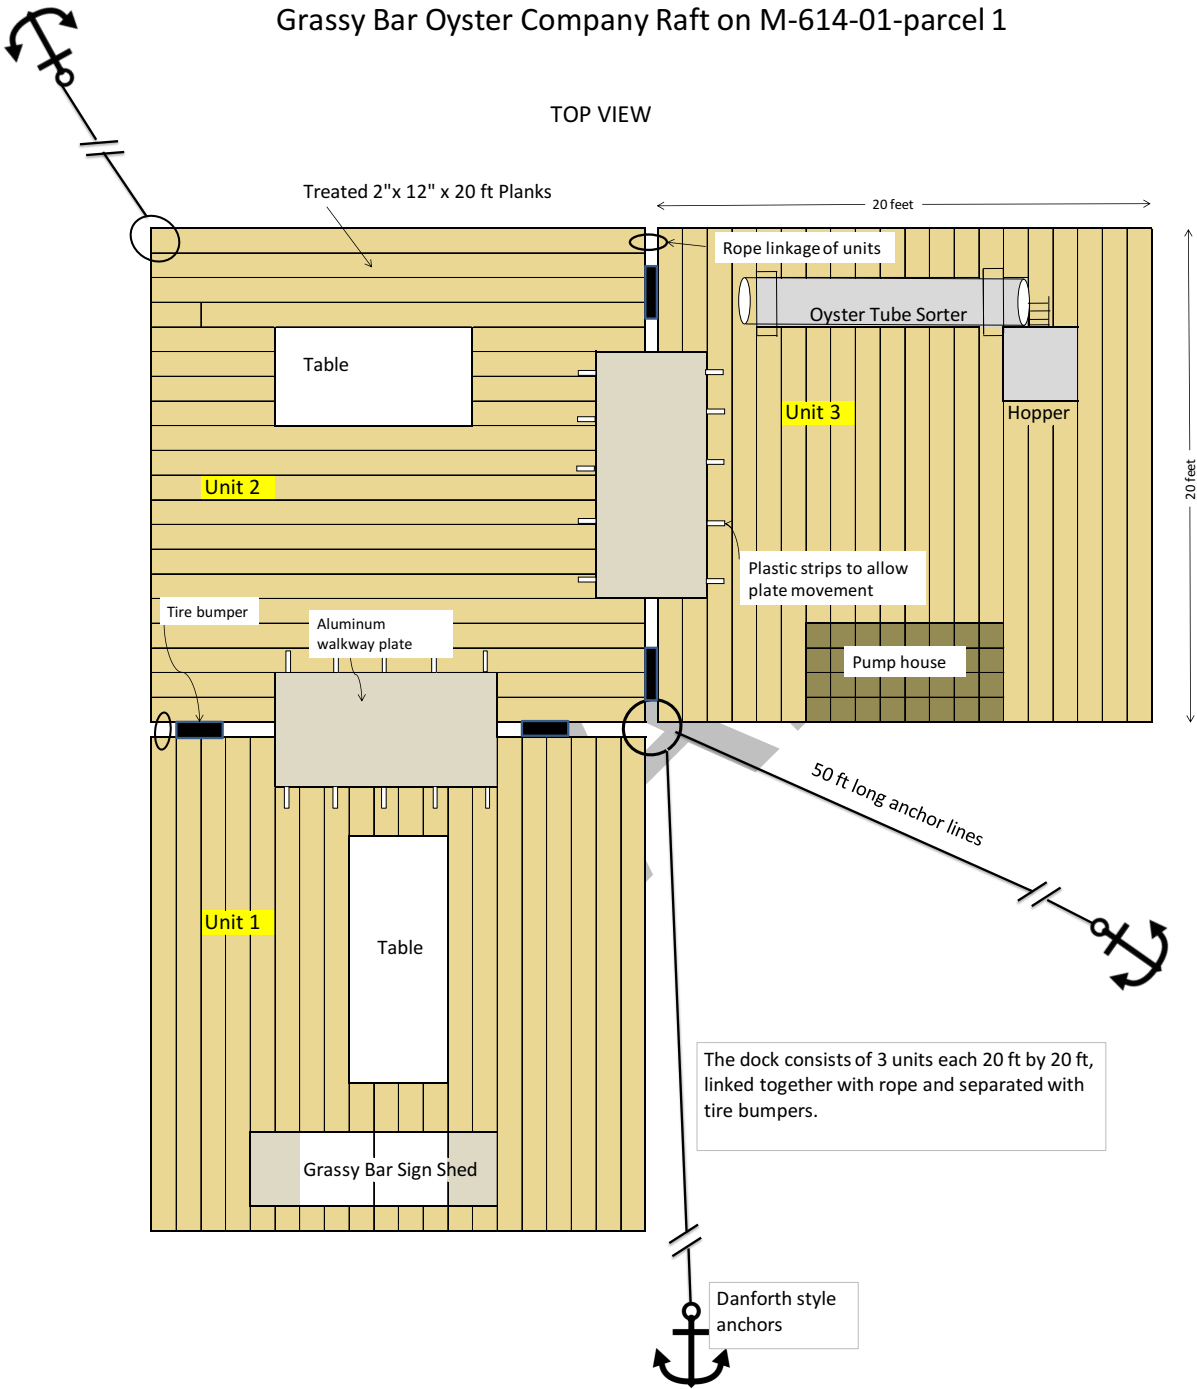 Grassy Bar Oyster Company Raft on M-614-01-parcel 1
TOP VIEW
Treated 2"x 12" x 20 ft Planks
20 feet
Rope linkage of units
Oyster Tube Sorter
Table
Unit 3
Hopper
Unit 2
20 feet
Plastic strips to allow
plate movement
Tire bumper
Aluminum
walkway plate
Pump house
50 ft long anchor lines
Unit 1
Table
The dock consists of 3 units each 20 ft by 20 ft,
linked together with rope and separated with
tire bumpers.
Grassy Bar Sign Shed
Danforth style
anchors